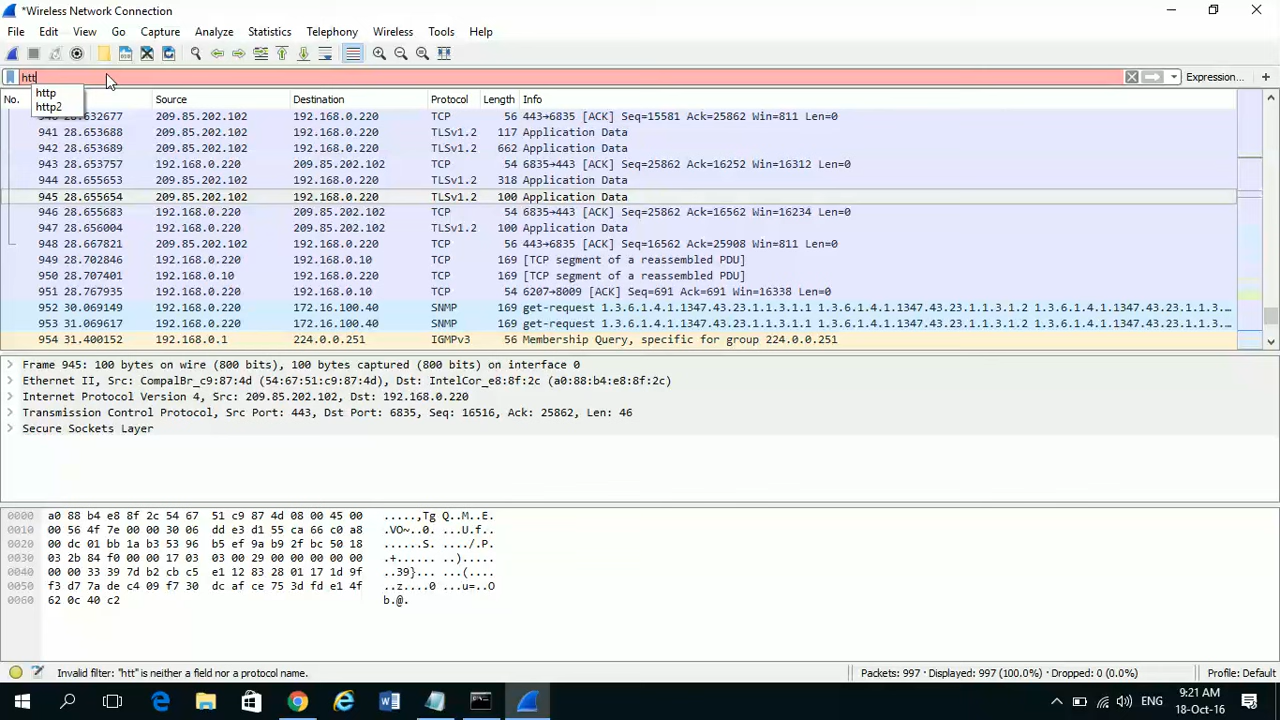 *Wireless Network Connection
File Edit View Go Capture Analyze Statistics Telephony Wireless Tools Help
htt Expression... +
http
http2
No. Source Destination Protocol Length Info
28.632677 209.85.202.102 192.168.0.220 TCP 56 443→6835 [ACK] Seq=15581 Ack=25862 Win=811 Len=0
941 28.653688 209.85.202.102 192.168.0.220 TLSv1.2 117 Application Data
942 28.653689 209.85.202.102 192.168.0.220 TLSv1.2 662 Application Data
943 28.653757 192.168.0.220 209.85.202.102 TCP 54 6835→443 [ACK] Seq=25862 Ack=16252 Win=16312 Len=0
944 28.655653 209.85.202.102 192.168.0.220 TLSv1.2 318 Application Data
945 28.655654 209.85.202.102 192.168.0.220 TLSv1.2 100 Application Data
946 28.655683 192.168.0.220 209.85.202.102 TCP 54 6835→443 [ACK] Seq=25862 Ack=16562 Win=16234 Len=0
947 28.656004 192.168.0.220 209.85.202.102 TLSv1.2 100 Application Data
948 28.667821 209.85.202.102 192.168.0.220 TCP 56 443→6835 [ACK] Seq=16562 Ack=25908 Win=811 Len=0
949 28.702846 192.168.0.220 192.168.0.10 TCP 169 [TCP segment of a reassembled PDU]
950 28.707401 192.168.0.10 192.168.0.220 TCP 169 [TCP segment of a reassembled PDU]
951 28.767935 192.168.0.220 192.168.0.10 TCP 54 6207→8009 [ACK] Seq=691 Ack=691 Win=16338 Len=0
952 30.069149 192.168.0.220 172.16.100.40 SNMP 169 get-request 1.3.6.1.4.1.1347.43.23.1.1.3.1.1 1.3.6.1.4.1.1347.43.23.1.1.3.1.2 1.3.6.1.4.1.1347.43.23.1.1.3.1...
953 31.069617 192.168.0.220 172.16.100.40 SNMP 169 get-request 1.3.6.1.4.1.1347.43.23.1.1.3.1.1 1.3.6.1.4.1.1347.43.23.1.1.3.1.2 1.3.6.1.4.1.1347.43.23.1.1.3.1...
954 31.400152 192.168.0.1 224.0.0.251 IGMPv3 56 Membership Query, specific for group 224.0.0.251
Frame 945: 100 bytes on wire (800 bits), 100 bytes captured (800 bits) on interface 0
Ethernet II, Src: CompalBr_c9:87:4d (54:67:51:c9:87:4d), Dst: IntelCor_e8:8f:2c (a0:88:b4:e8:8f:2c)
Internet Protocol Version 4, Src: 209.85.202.102, Dst: 192.168.0.220
Transmission Control Protocol, Src Port: 443, Dst Port: 6835, Seq: 16516, Ack: 25862, Len: 46
Secure Sockets Layer
0000 a0 88 b4 e8 8f 2c 54 67 51 c9 87 4d 08 00 45 00 .....,Tg Q..M..E.
0010 00 56 4f 7e 00 00 30 06 dd e3 d1 55 ca 66 c0 a8 .VO~..0. ...U.f..
0020 00 dc 01 bb 1a b3 53 96 b5 ef 9a b9 2f bc 50 18 ......S. ..../.P.
0030 03 2b 84 f0 00 00 17 03 03 00 29 00 00 00 00 00 .+...... ..).....
0040 00 00 33 39 7d b2 cb c5 e1 12 83 28 01 17 1d 9f ..39}... ...(....
0050 f3 d7 7a de c4 09 f7 30 dc af ce 75 3d fd e1 4f ..z....0 ...u=..O
0060 62 0c 40 c2 b.@.
Invalid filter: "htt" is neither a field nor a protocol name. Packets: 997 · Displayed: 997 (100.0%) · Dropped: 0 (0.0%) Profile: Default
ENG 9:21 AM
18-Oct-16